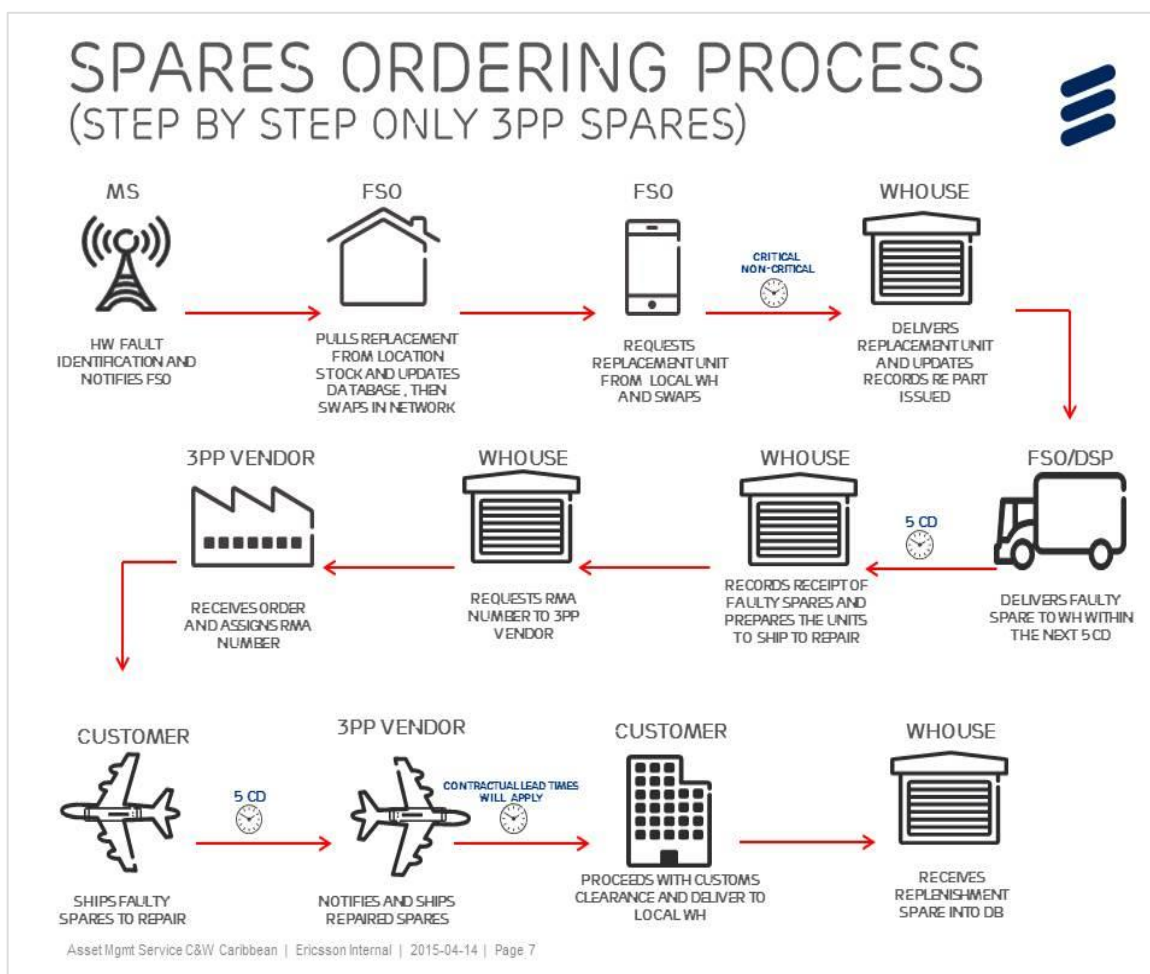 SPARES ORDERING PROCESS
(STEP BY STEP ONLY 3PP SPARES)
MS
HW FAULT
IDENTIFICATION AND
NOTIFIES FSO
FSO
PULLS REPLACEMENT
FROM LOCATION
STOCK AND UPDATES
DATABASE , THEN
SWAPS IN NETWORK
FSO
REQUESTS
REPLACEMENT UNIT
FROM LOCAL WH
AND SWAPS
CRITICAL
NON-CRITICAL
WHOUSE
DELIVERS
REPLACEMENT UNIT
AND UPDATES
RECORDS RE PART
ISSUED
FSO/DSP
DELIVERS FAULTY
SPARE TO WH WITHIN
THE NEXT 5 CD
5 CD
WHOUSE
RECORDS RECEIPT OF
FAULTY SPARES AND
PREPARES THE UNITS
TO SHIP TO REPAIR
WHOUSE
REQUESTS RMA
NUMBER TO 3PP
VENDOR
3PP VENDOR
RECEIVES ORDER
AND ASSIGNS RMA
NUMBER
CUSTOMER
SHIPS FAULTY
SPARES TO REPAIR
5 CD
3PP VENDOR
NOTIFIES AND SHIPS
REPAIRED SPARES
CONTRACTUAL LEAD TIMES
WILL APPLY
CUSTOMER
PROCEEDS WITH CUSTOMS
CLEARANCE AND DELIVER TO
LOCAL WH
WHOUSE
RECEIVES
REPLENISHMENT
SPARE INTO DB
Asset Mgmt Service C&W Caribbean | Ericsson Internal | 2015-04-14 | Page 7